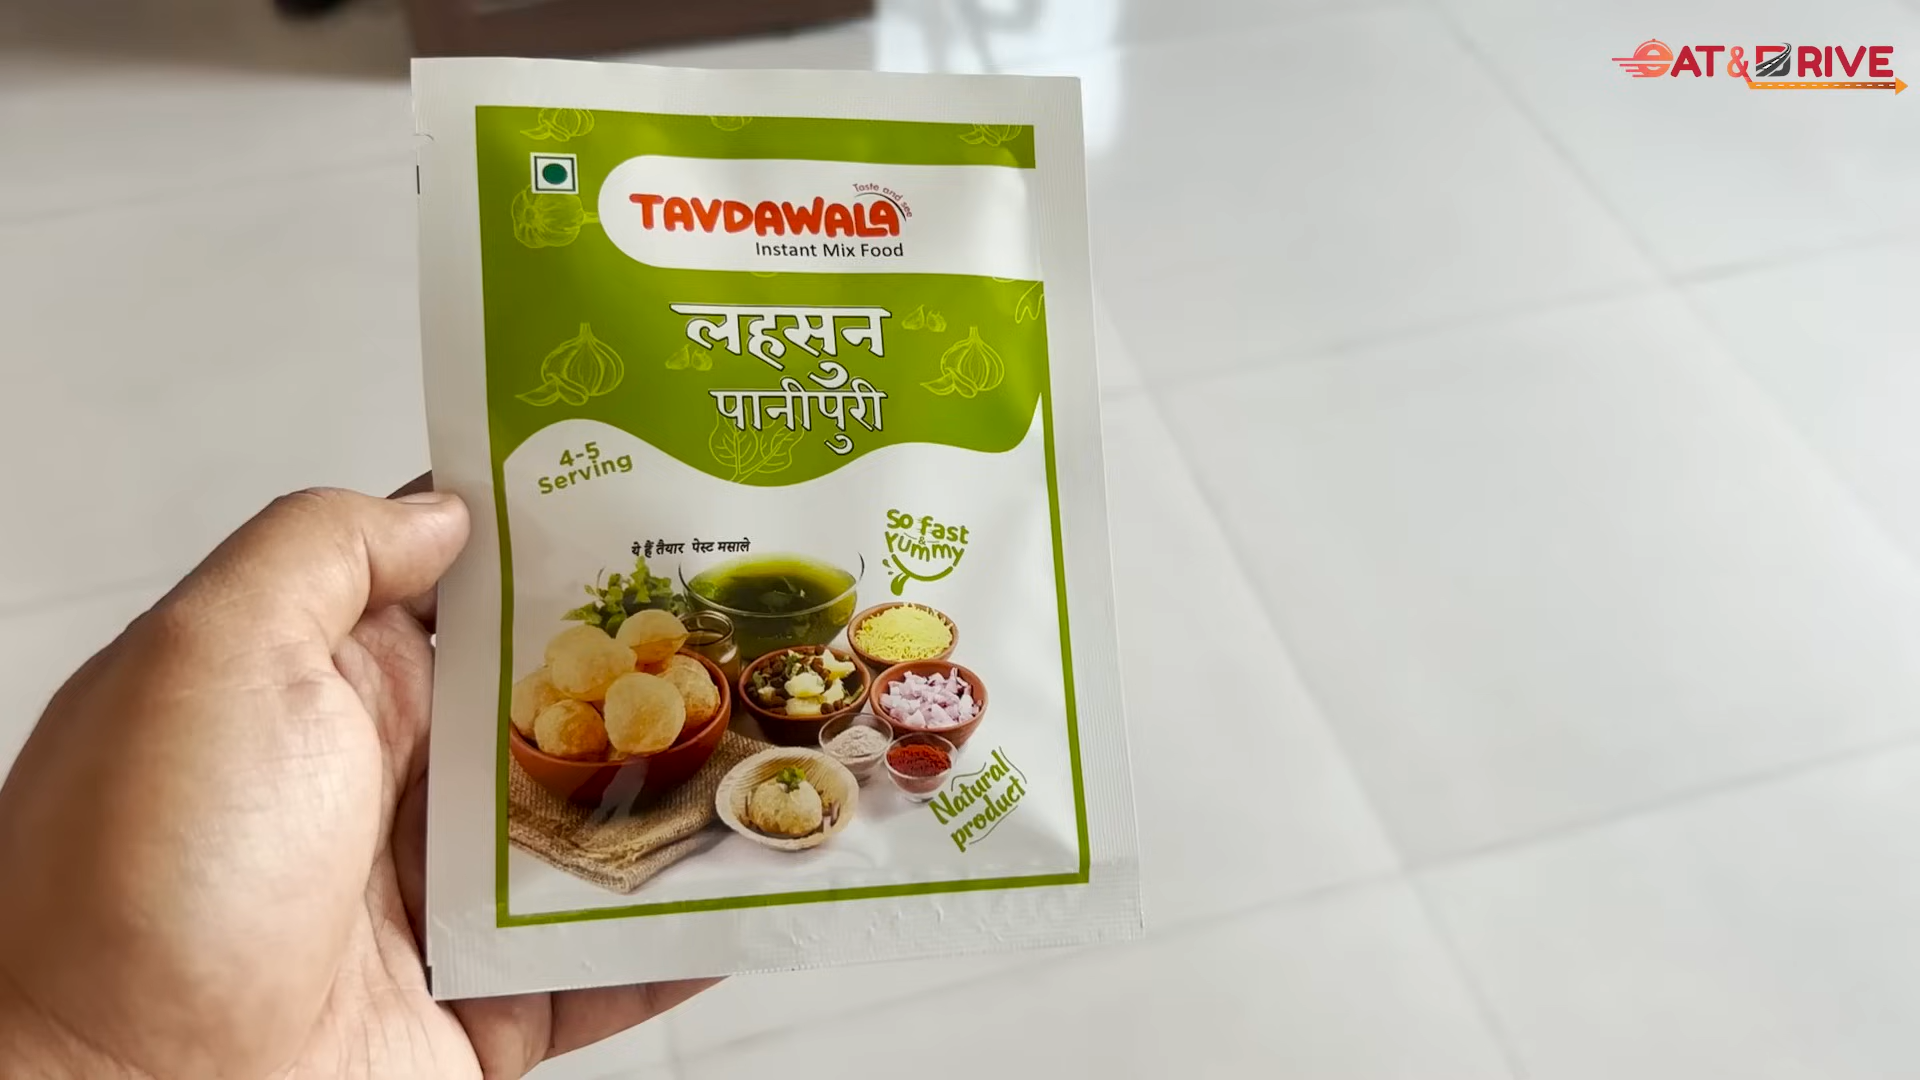 EAT & DRIVE
Taste and see
TAVDAWALA
Instant Mix Food
लहसुन
पानीपुरी
4-5
Serving
So fast
&
Yummy
ये हैं तैयार पेस्ट मसाले
Natural
product